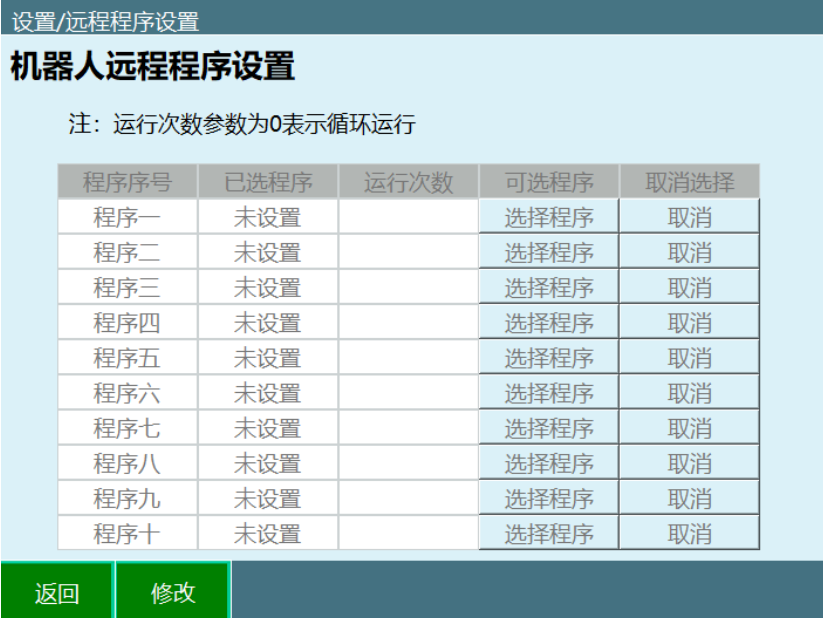 设置/远程程序设置
机器人远程程序设置
注：运行次数参数为0表示循环运行
程序序号 已选程序 运行次数 可选程序 取消选择
程序一 未设置 选择程序 取消
程序二 未设置 选择程序 取消
程序三 未设置 选择程序 取消
程序四 未设置 选择程序 取消
程序五 未设置 选择程序 取消
程序六 未设置 选择程序 取消
程序七 未设置 选择程序 取消
程序八 未设置 选择程序 取消
程序九 未设置 选择程序 取消
程序十 未设置 选择程序 取消
返回 修改